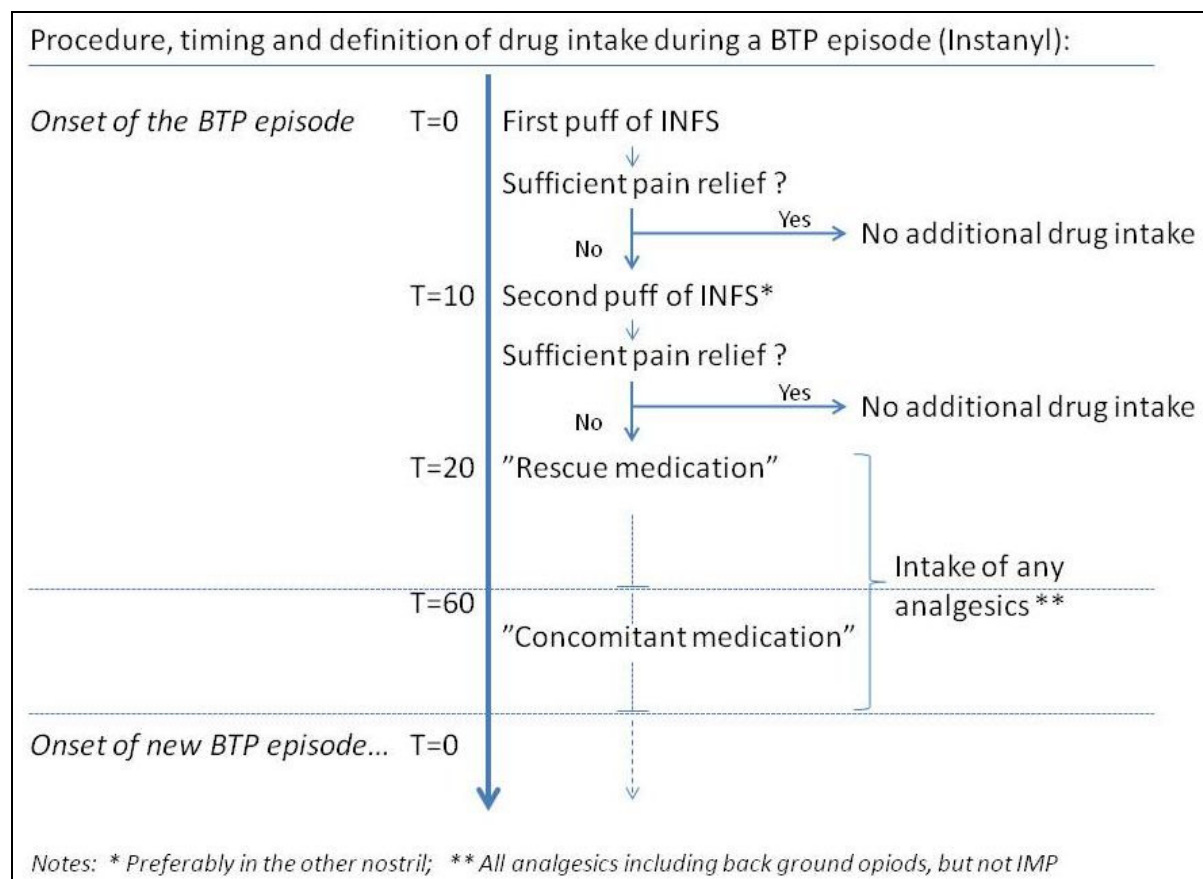 Procedure, timing and definition of drug intake during a BTP episode (Instanyl):
Onset of the BTP episode T=0 First puff of INFS
Sufficient pain relief ?
Yes
No additional drug intake
No
T=10 Second puff of INFS*
Sufficient pain relief ?
Yes
No additional drug intake
No
T=20 ”Rescue medication”
Intake of any
analgesics **
T=60
”Concomitant medication”
Onset of new BTP episode... T=0
Notes: * Preferably in the other nostril; ** All analgesics including back ground opiods, but not IMP